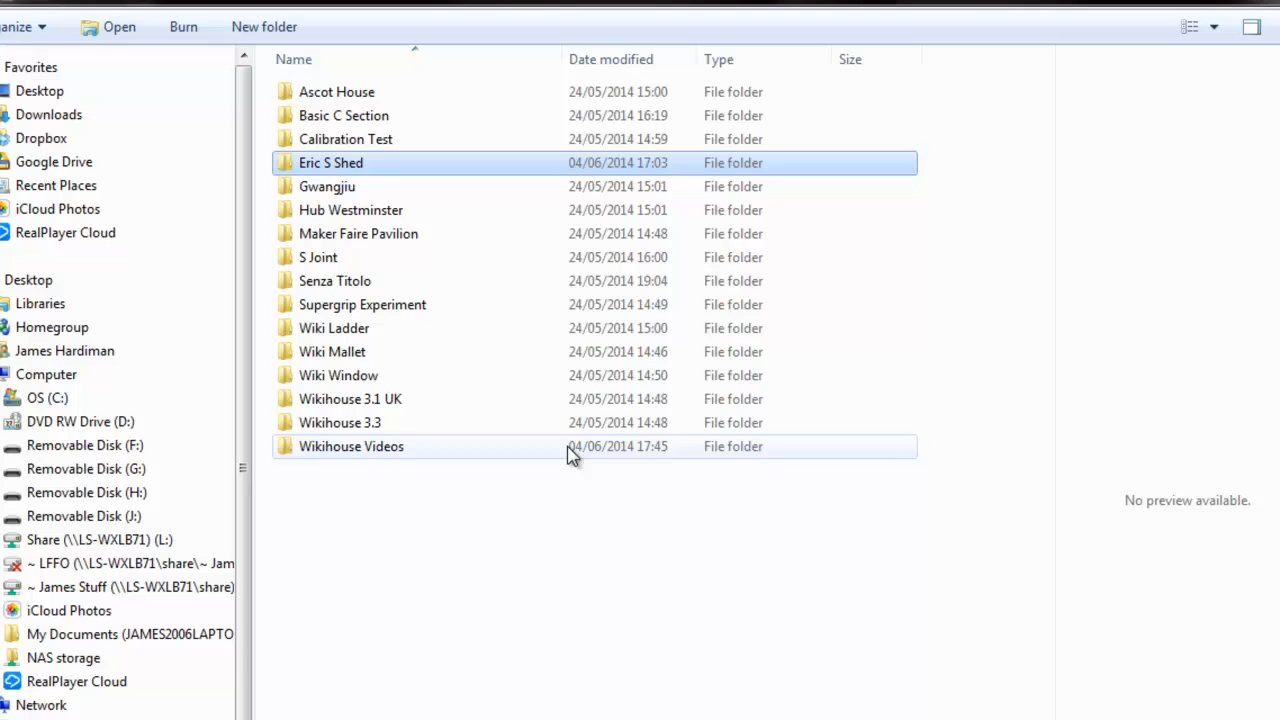 anize Open Burn New folder
Name Date modified Type Size
Favorites
Desktop
Downloads
Dropbox
Google Drive
Recent Places
iCloud Photos
RealPlayer Cloud
Desktop
Libraries
Homegroup
James Hardiman
Computer
OS (C:)
DVD RW Drive (D:)
Removable Disk (F:)
Removable Disk (G:)
Removable Disk (H:)
Removable Disk (J:)
Share (\\LS-WXLB71) (L:)
~ LFFO (\\LS-WXLB71\share\~ Jam
~ James Stuff (\\LS-WXLB71\share)
iCloud Photos
My Documents (JAMES2006LAPTO
NAS storage
RealPlayer Cloud
Network
Ascot House 24/05/2014 15:00 File folder
Basic C Section 24/05/2014 16:19 File folder
Calibration Test 24/05/2014 14:59 File folder
Eric S Shed 04/06/2014 17:03 File folder
Gwangjiu 24/05/2014 15:01 File folder
Hub Westminster 24/05/2014 15:01 File folder
Maker Faire Pavilion 24/05/2014 14:48 File folder
S Joint 24/05/2014 16:00 File folder
Senza Titolo 24/05/2014 19:04 File folder
Supergrip Experiment 24/05/2014 14:49 File folder
Wiki Ladder 24/05/2014 15:00 File folder
Wiki Mallet 24/05/2014 14:46 File folder
Wiki Window 24/05/2014 14:50 File folder
Wikihouse 3.1 UK 24/05/2014 14:48 File folder
Wikihouse 3.3 24/05/2014 14:48 File folder
Wikihouse Videos 04/06/2014 17:45 File folder
No preview available.